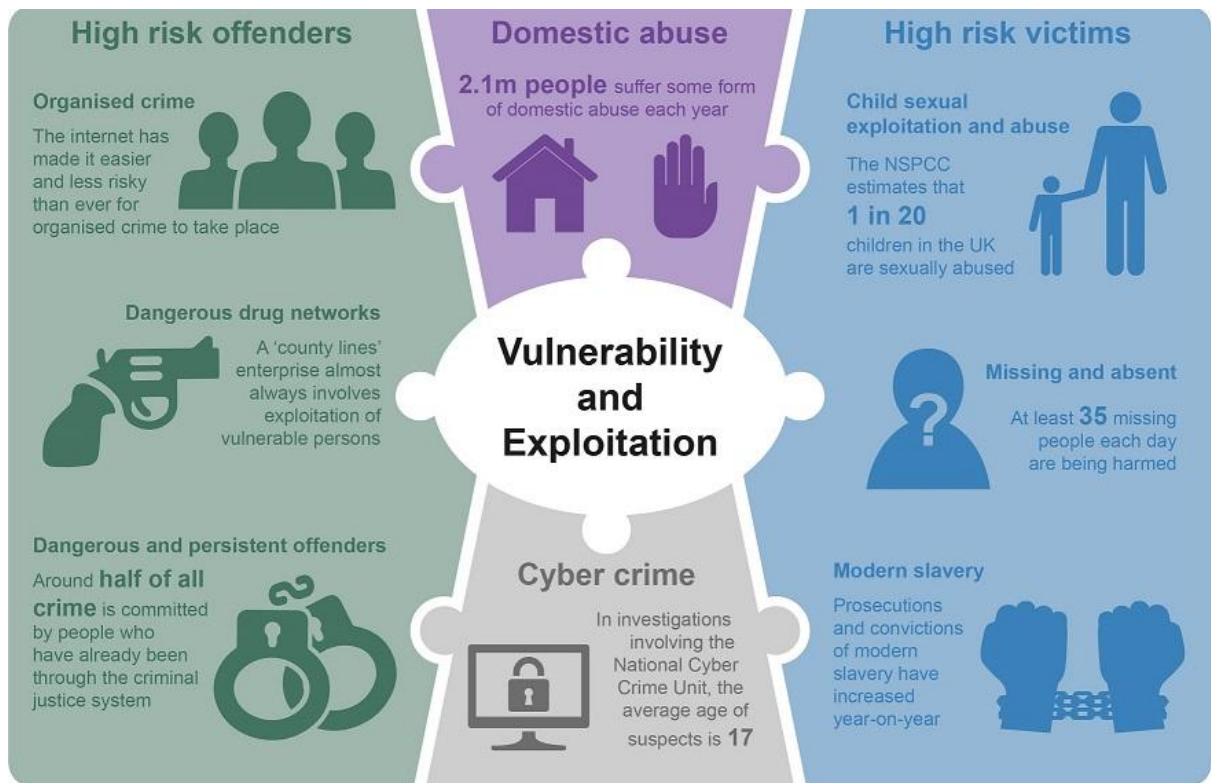 High risk offenders
Organised crime
The internet has
made it easier
and less risky
than ever for
organised crime to take place
Dangerous drug networks
A ‘county lines’
enterprise almost
always involves
exploitation of
vulnerable persons
Dangerous and persistent offenders
Around half of all
crime is committed
by people who
have already been
through the criminal
justice system
Domestic abuse
2.1m people suffer some form
of domestic abuse each year
Vulnerability
and
Exploitation
Cyber crime
In investigations
involving the
National Cyber
Crime Unit, the
average age of
suspects is 17
High risk victims
Child sexual
exploitation and abuse
The NSPCC
estimates that
1 in 20
children in the UK
are sexually abused
?
Missing and absent
At least 35 missing
people each day
are being harmed
Modern slavery
Prosecutions
and convictions
of modern
slavery have
increased
year-on-year